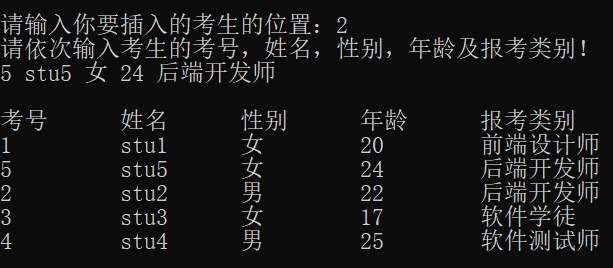 请输入你要插入的考生的位置：2
请依次输入考生的考号，姓名，性别，年龄及报考类别！
5 stu5 女 24 后端开发师
考号 姓名 性别 年龄 报考类别
1 stu1 女 20 前端设计师
5 stu5 女 24 后端开发师
2 stu2 男 22 后端开发师
3 stu3 女 17 软件学徒
4 stu4 男 25 软件测试师